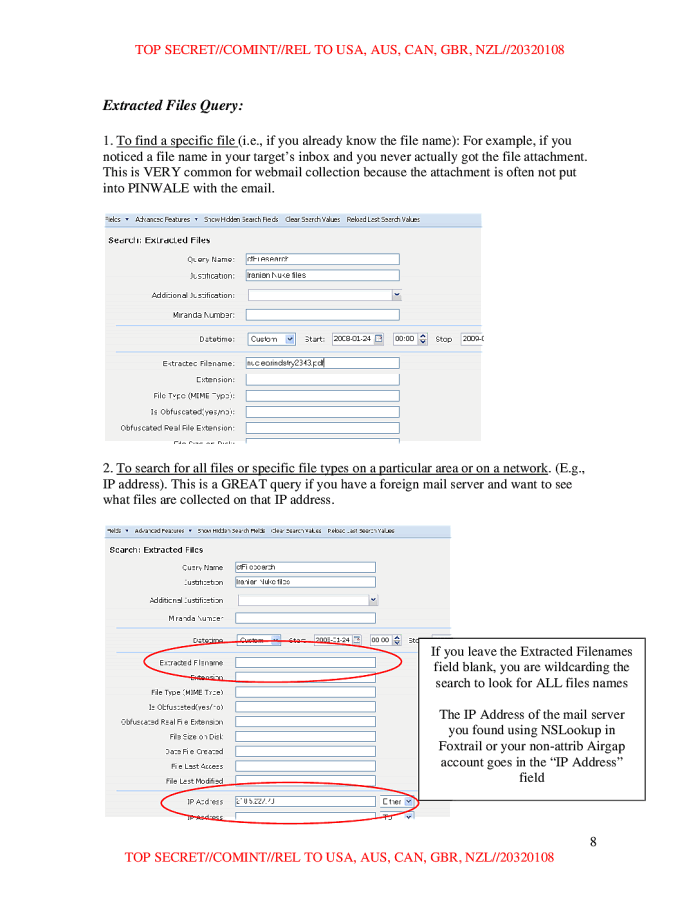 TOP SECRET//COMINT//REL TO USA, AUS, CAN, GBR, NZL//20320108
Extracted Files Query:
1. To find a specific file (i.e., if you already know the file name): For example, if you
noticed a file name in your target's inbox and you never actually got the file attachment.
This is VERY common for webmail collection because the attachment is often not put
into PINWALE with the email.
Fields Advanced Features Show Hidden Search Fields Clear Search Values Reload Last Search Values
Search: Extracted Files
Query Name:
Justification: Iranian Nuke files
Additional Justification:
Miranda Number:
Datetime: Custom Start: 2008-01-24 00:00 Stop 2009-0
Extracted Filename: nuclearindstry2343.pdf
Extension:
File Type (MIME Type):
Is Obfuscated(yes/no):
Obfuscated Real File Extension:
File Size on Disk:
2. To search for all files or specific file types on a particular area or on a network. (E.g.,
IP address). This is a GREAT query if you have a foreign mail server and want to see
what files are collected on that IP address.
Fields Advanced Features Show Hidden Search Fields Clear Search Values Reload Last Search Values
Search: Extracted Files
Query Name
Justification Iranian Nuke files
Additional Justification
Miranda Number
Datetime Custom Start 2008-01-24 00:00 Sto
Extracted Filename
Extension
File Type (MIME Type)
Is Obfuscated(yes/no)
Obfuscated Real File Extension
File Size on Disk
Date File Created
File Last Access
File Last Modified
IP Address Either
IP Address To
If you leave the Extracted Filenames
field blank, you are wildcarding the
search to look for ALL files names
The IP Address of the mail server
you found using NSLookup in
Foxtrail or your non-attrib Airgap
account goes in the "IP Address"
field
8
TOP SECRET//COMINT//REL TO USA, AUS, CAN, GBR, NZL//20320108